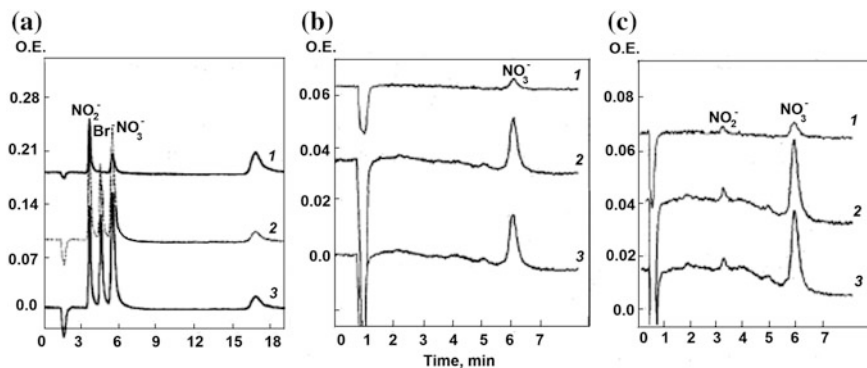 (a)
O.E.
0.28
0.21
0.14
0.07
0.0
NO₂⁻
Br⁻
NO₃⁻
1
2
3
0 3 6 9 12 15 18
(b)
O.E.
0.06
0.04
0.02
0.0
NO₃⁻
1
2
3
0 1 2 3 4 5 6 7
Time, min
(c)
O.E.
0.08
0.06
0.04
0.02
0.0
NO₂⁻
NO₃⁻
1
2
3
0 1 2 3 4 5 6 7